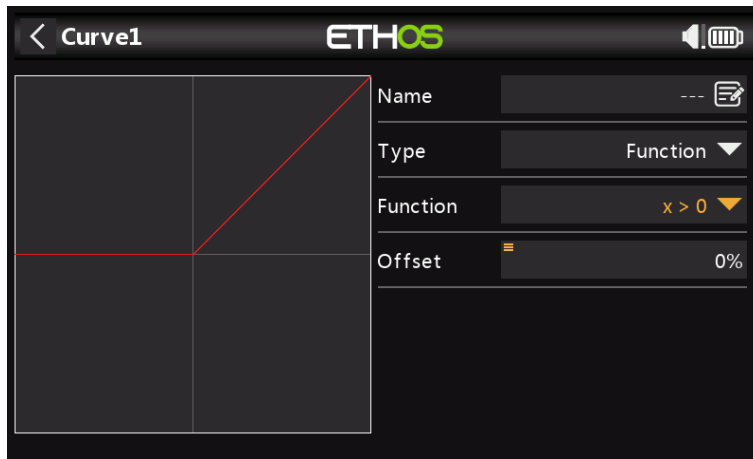 Curve1
ETHOS
Name ---
Type Function
Function x > 0
Offset 0%